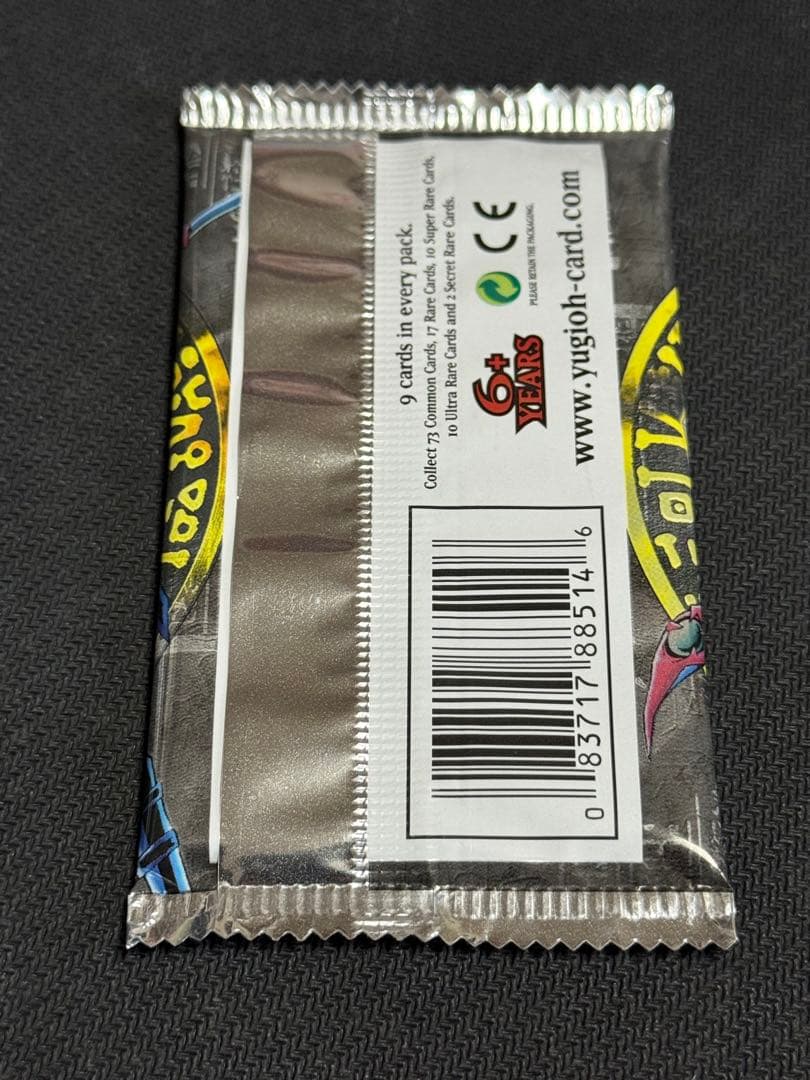 9 cards in every pack.
Collect 73 Common Cards, 17 Rare Cards, 10 Super Rare Cards,
10 Ultra Rare Cards and 2 Secret Rare Cards.
6+
YEARS
CE
PLEASE RETAIN THE PACKAGING.
www.yugioh-card.com
0 83717 88514 6